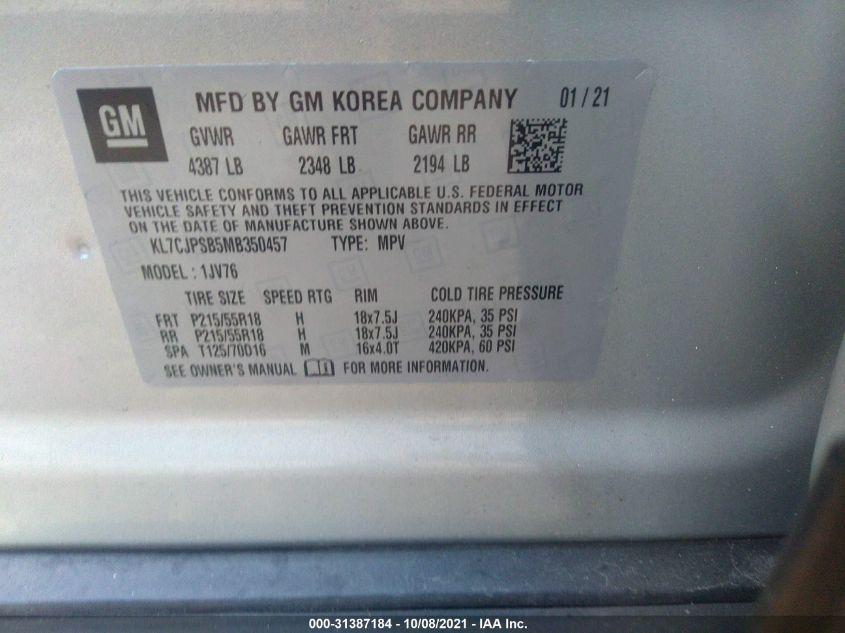 GM
MFD BY GM KOREA COMPANY 01 / 21
GVWR GAWR FRT GAWR RR
4387 LB 2348 LB 2194 LB
THIS VEHICLE CONFORMS TO ALL APPLICABLE U.S. FEDERAL MOTOR
VEHICLE SAFETY AND THEFT PREVENTION STANDARDS IN EFFECT
ON THE DATE OF MANUFACTURE SHOWN ABOVE.
KL7CJPSB5MB350457 TYPE: MPV
MODEL : 1JV76
TIRE SIZE SPEED RTG RIM COLD TIRE PRESSURE
FRT P215/55R18 H 18x7.5J 240KPA, 35 PSI
RR P215/55R18 H 18x7.5J 240KPA, 35 PSI
SPA T125/70D16 M 16x4.0T 420KPA, 60 PSI
SEE OWNER'S MANUAL FOR MORE INFORMATION.
000-31387184 - 10/08/2021 - IAA Inc.